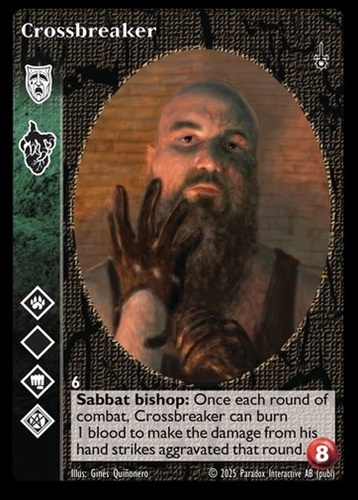 Crossbreaker
6
Sabbat bishop: Once each round of
combat, Crossbreaker can burn
1 blood to make the damage from his
hand strikes aggravated that round.
8
Illus: Ginés Quiñonero © 2025 Paradox Interactive AB (publ)